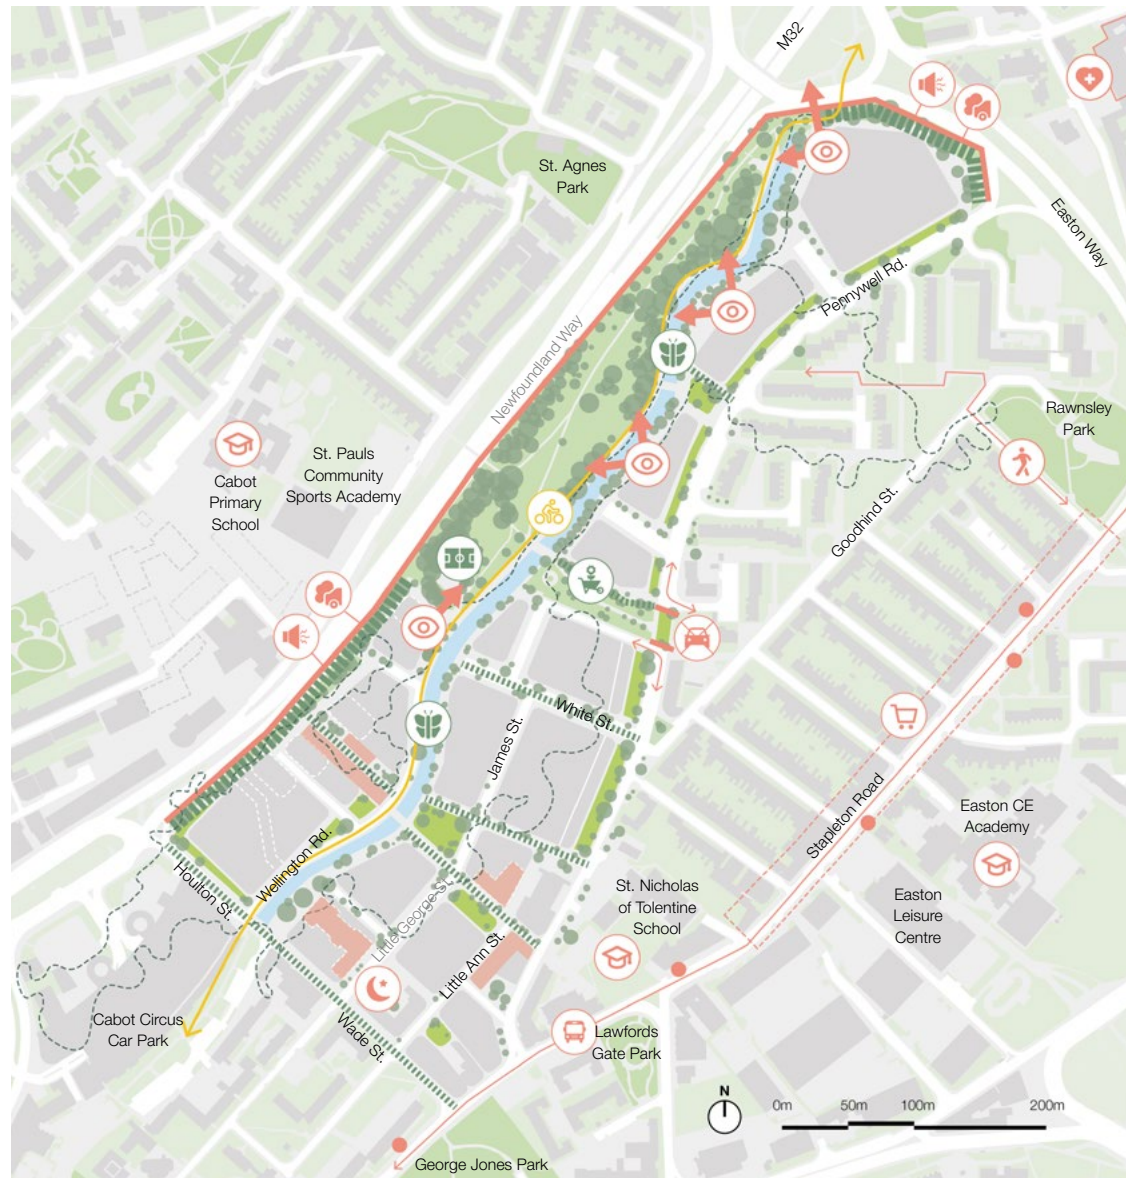 M32
St. Agnes
Park
Easton Way
Pennywell Rd.
Newfoundland Way
Rawnsley
Park
St. Pauls
Community
Sports Academy
Cabot
Primary
School
Goodhind St.
White St.
James St.
Stapleton Road
Easton CE
Academy
Wellington Rd.
Houlton St.
Little George St.
St. Nicholas
of Tolentine
School
Easton
Leisure
Centre
Little Ann St.
Cabot Circus
Car Park
Wade St.
Lawfords
Gate Park
N
0m 50m 100m 200m
George Jones Park